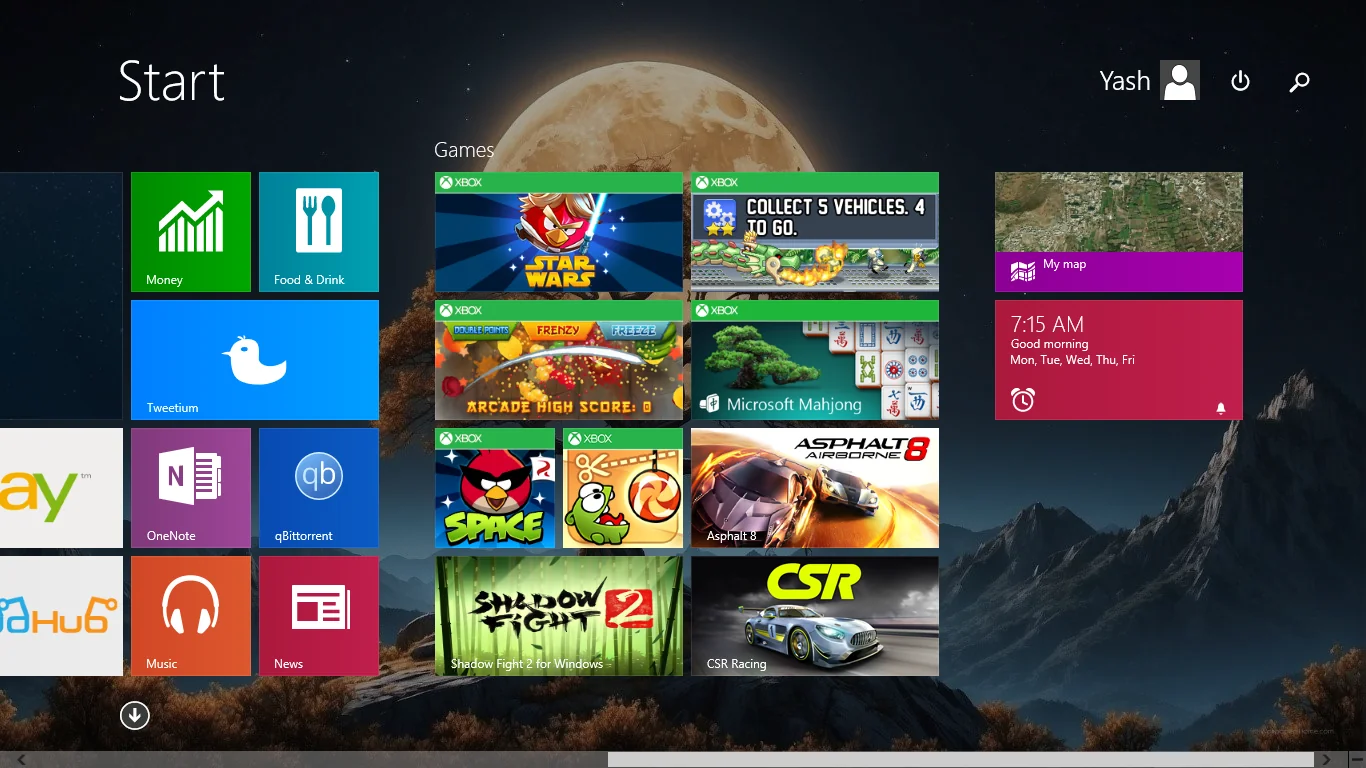 Start
Yash
Games
Money
Food & Drink
XBOX
STAR
WARS
XBOX
COLLECT 5 VEHICLES. 4
TO GO.
My map
Tweetium
XBOX
DOUBLE POINTS
FRENZY
FREEZE
ARCADE HIGH SCORE: 0
XBOX
Microsoft Mahjong
7:15 AM
Good morning
Mon, Tue, Wed, Thu, Fri
ay™
N
OneNote
qb
qBittorrent
XBOX
SPACE
XBOX
ASPHALT 8
AIRBORNE
Asphalt 8
Hub
Music
News
SHADOW
FIGHT 2
Shadow Fight 2 for Windows
CSR
CSR Racing